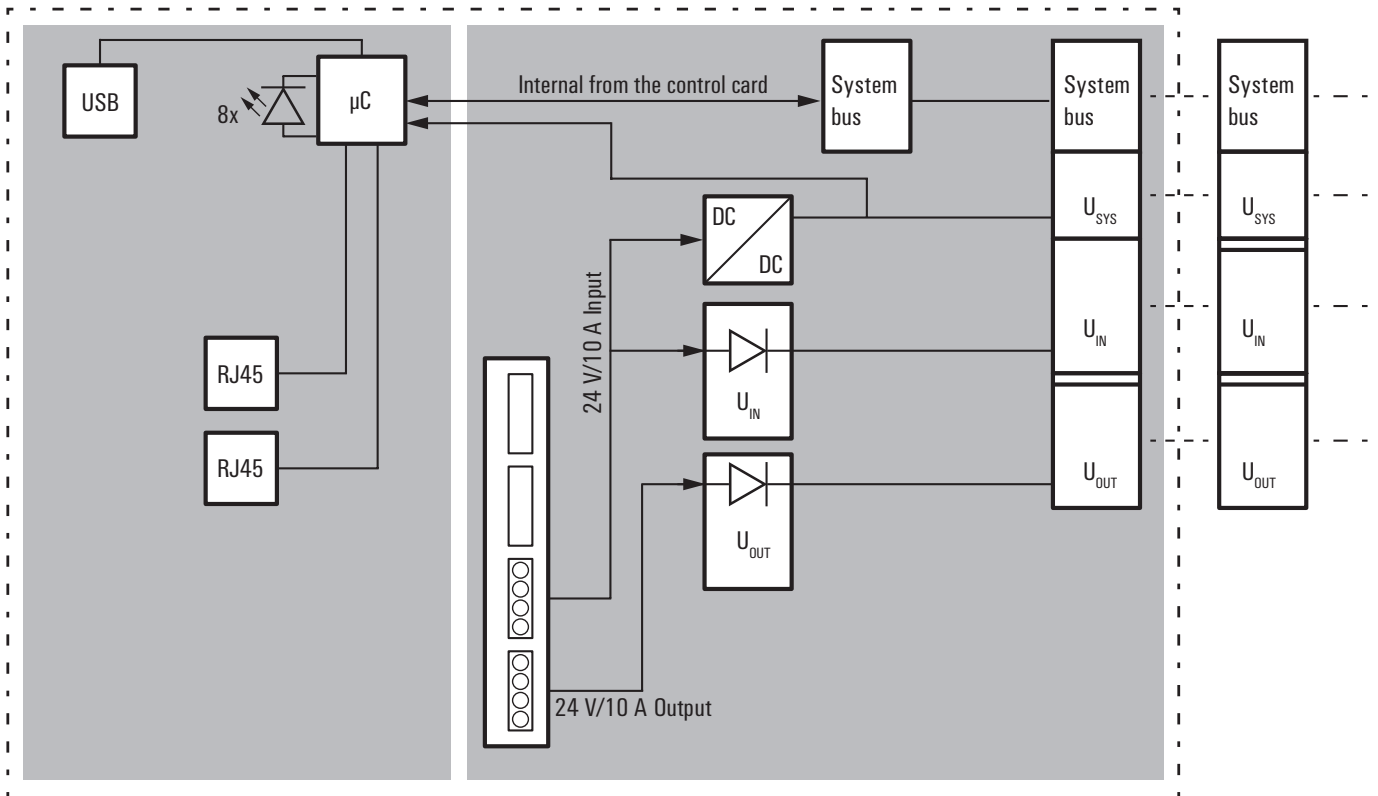 USB
8x
µC
Internal from the control card
System
bus
System
bus
System
bus
DC
DC
U_SYS
U_SYS
24 V/10 A Input
U_IN
U_IN
U_IN
RJ45
RJ45
U_OUT
U_OUT
U_OUT
24 V/10 A Output